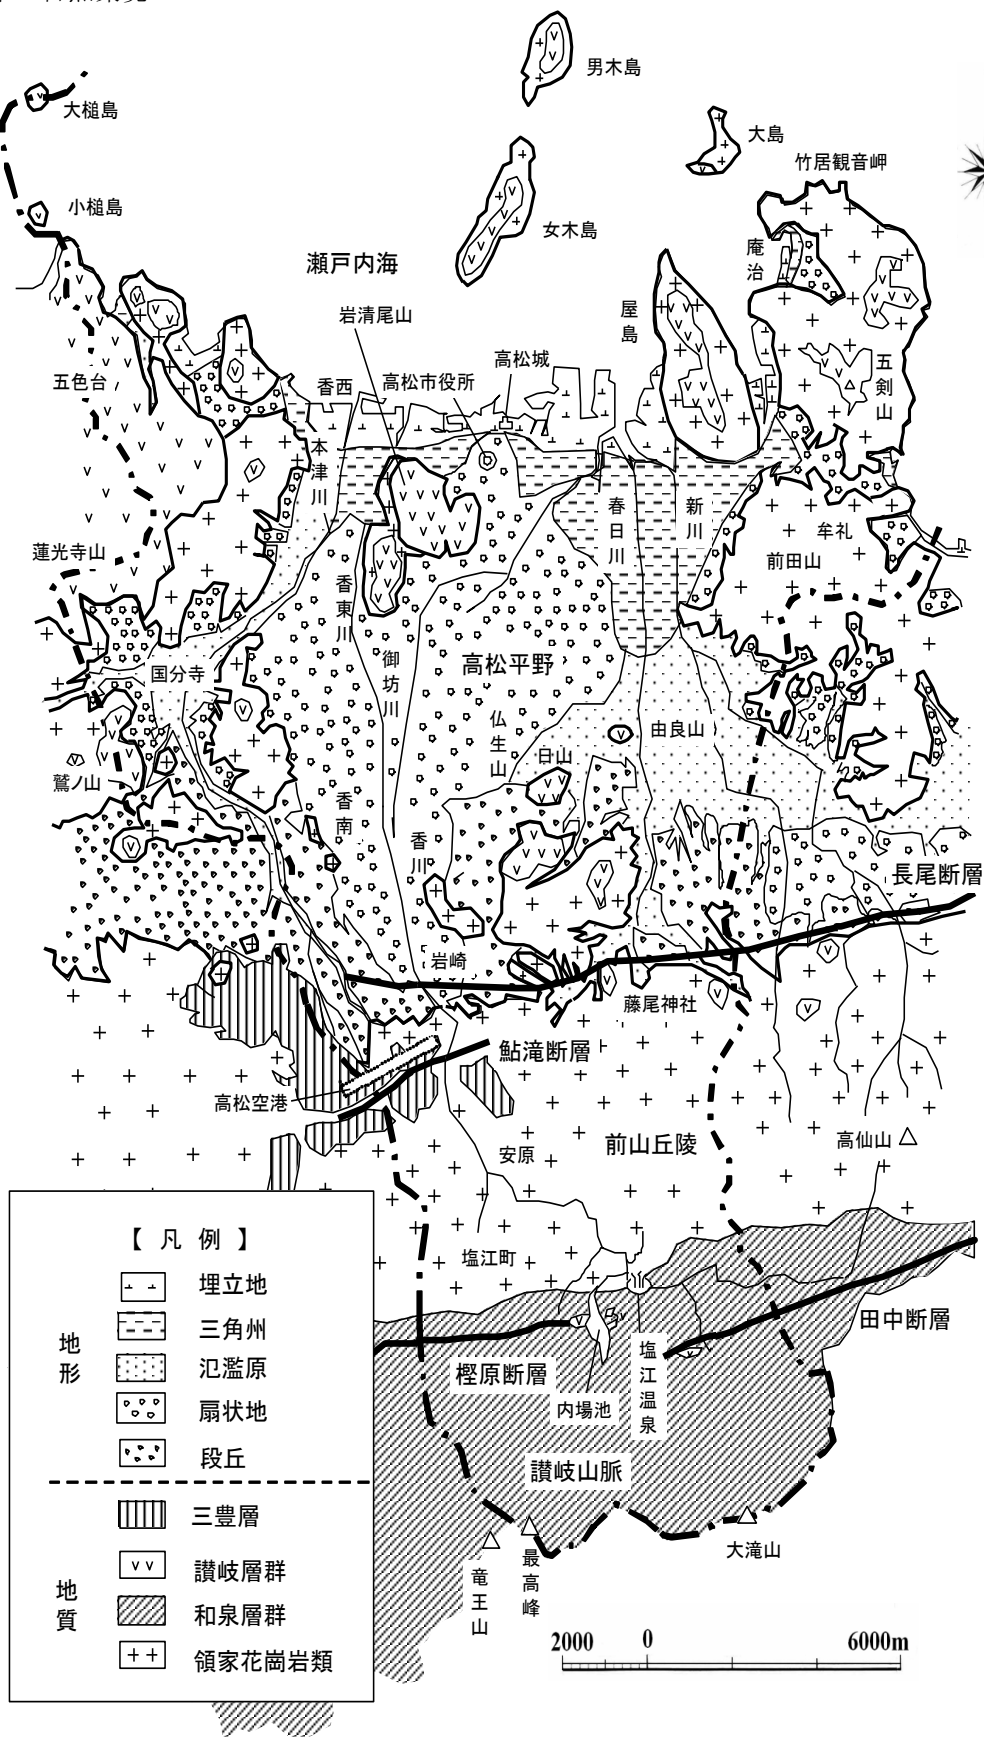 男木島
大槌島
大島
竹居観音岬
小槌島
女木島
庵治
瀬戸内海
岩清尾山
屋島
高松城
五色台
香西
高松市役所
五剣山
本津川
春日川
新川
蓮光寺山
牟礼
前田山
香東川
御坊川
高松平野
国分寺
仏生山
由良山
日山
鷲ノ山
香南
香川
長尾断層
岩崎
藤尾神社
鮎滝断層
高松空港
安原
前山丘陵
高仙山
塩江町
田中断層
樫原断層
塩江温泉
内場池
讃岐山脈
大滝山
最高峰
竜王山
【 凡 例 】
地形
埋立地
三角州
氾濫原
扇状地
段丘
地質
三豊層
讃岐層群
和泉層群
領家花崗岩類
2000 0 6000m